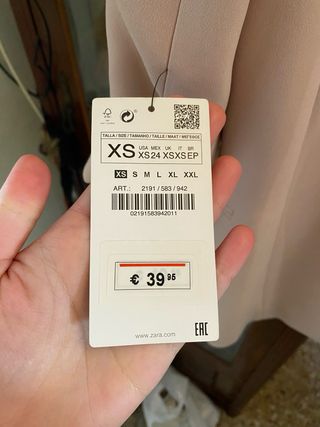 TALLA / SIZE / TAMANHO / TAILLE / MAAT / MISURA
XS
USA MEX UK IT BR
XS 24 XS XS EP
XS S M L XL XXL
ART.: 2191 / 583 / 942
02191583942011
€ 39 95
www.zara.com
EAC